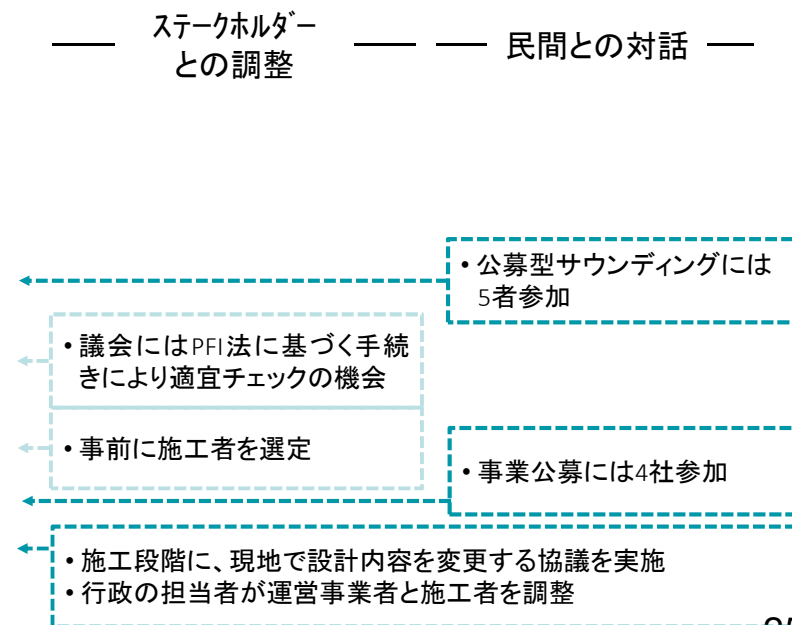 ステークホルダー
との調整
民間との対話
• 公募型サウンディングには
5者参加
• 議会にはPFI法に基づく手続
きにより適宜チェックの機会
• 事前に施工者を選定
• 事業公募には4社参加
• 施工段階に、現地で設計内容を変更する協議を実施
• 行政の担当者が運営事業者と施工者を調整